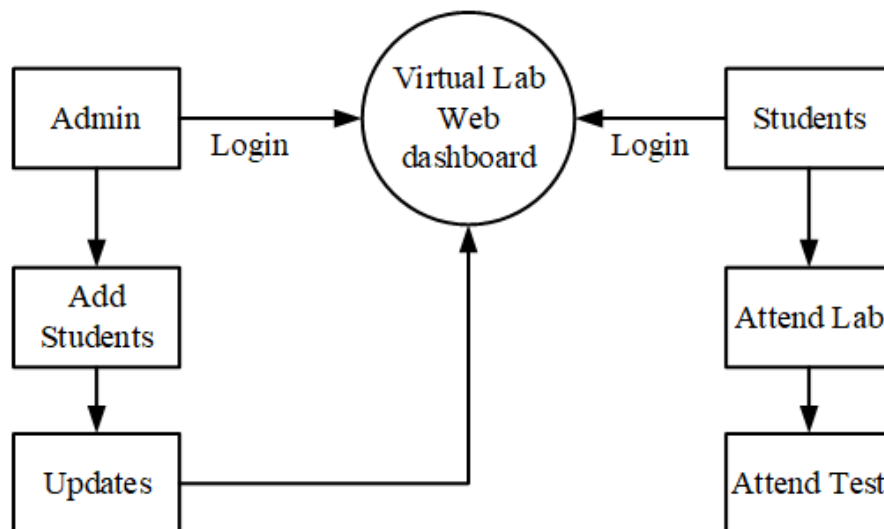 Admin
Login
Virtual Lab
Web
dashboard
Login
Students
Add
Students
Attend Lab
Updates
Attend Test